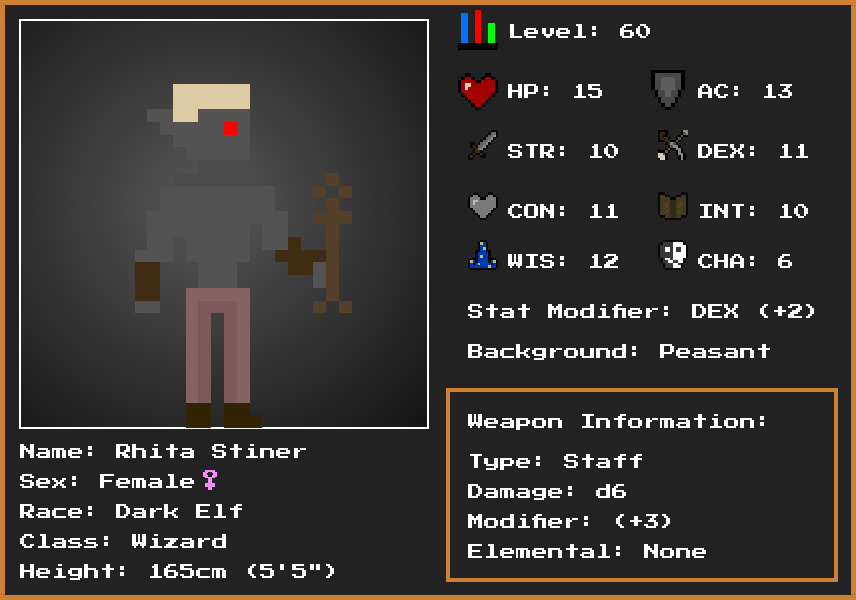 Level: 60
HP: 15 AC: 13
STR: 10 DEX: 11
CON: 11 INT: 10
WIS: 12 CHA: 6
Stat Modifier: DEX (+2)
Background: Peasant
Weapon Information:
Type: Staff
Damage: d6
Modifier: (+3)
Elemental: None
Name: Rhita Stiner
Sex: Female♀
Race: Dark Elf
Class: Wizard
Height: 165cm (5'5")